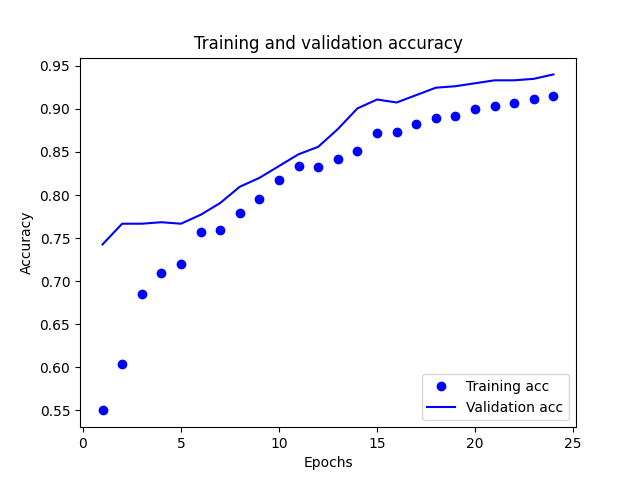 Training and validation accuracy
0.95
0.90
0.85
0.80
0.75
0.70
0.65
0.60
0.55
Accuracy
Training acc
Validation acc
0 5 10 15 20 25
Epochs